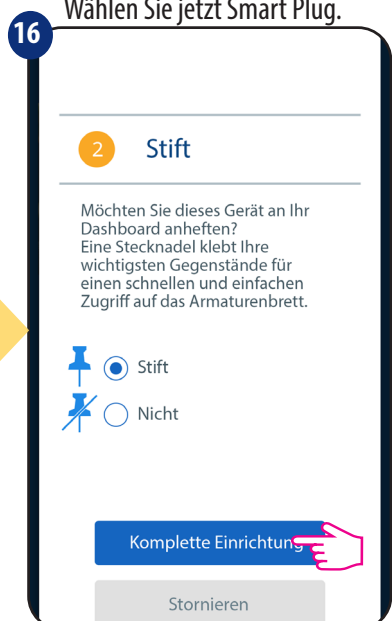 Wählen Sie jetzt Smart Plug.
16
2 Stift
Möchten Sie dieses Gerät an Ihr
Dashboard anheften?
Eine Stecknadel klebt Ihre
wichtigsten Gegenstände für
einen schnellen und einfachen
Zugriff auf das Armaturenbrett.
Stift
Nicht
Komplette Einrichtung
Stornieren